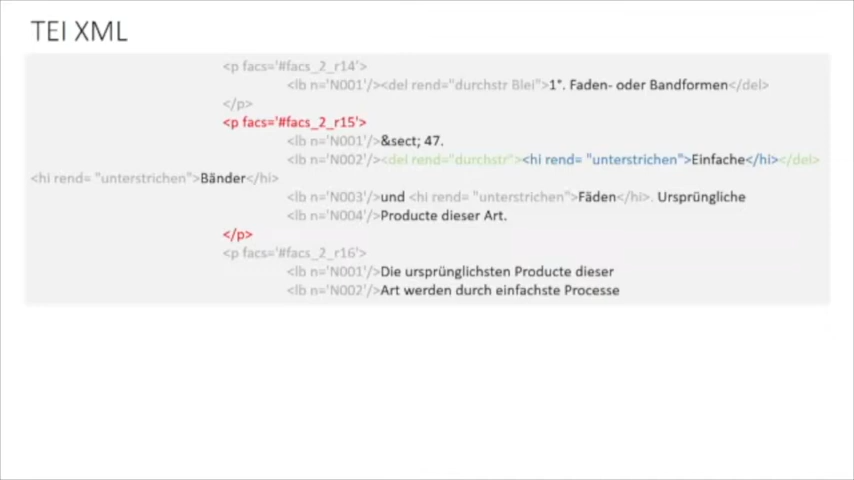 TEI XML
<p facs='#facs_2_r14'>
<lb n='N001'/><del rend="durchstr Blei">1°. Faden- oder Bandformen</del>
</p>
<p facs='#facs_2_r15'>
<lb n='N001'/>&sect; 47.
<lb n='N002'/><del rend="durchstr"><hi rend= "unterstrichen">Einfache</hi></del>
<hi rend= "unterstrichen">Bänder</hi>
<lb n='N003'/>und <hi rend= "unterstrichen">Fäden</hi>. Ursprüngliche
<lb n='N004'/>Producte dieser Art.
</p>
<p facs='#facs_2_r16'>
<lb n='N001'/>Die ursprünglichsten Producte dieser
<lb n='N002'/>Art werden durch einfachste Processe